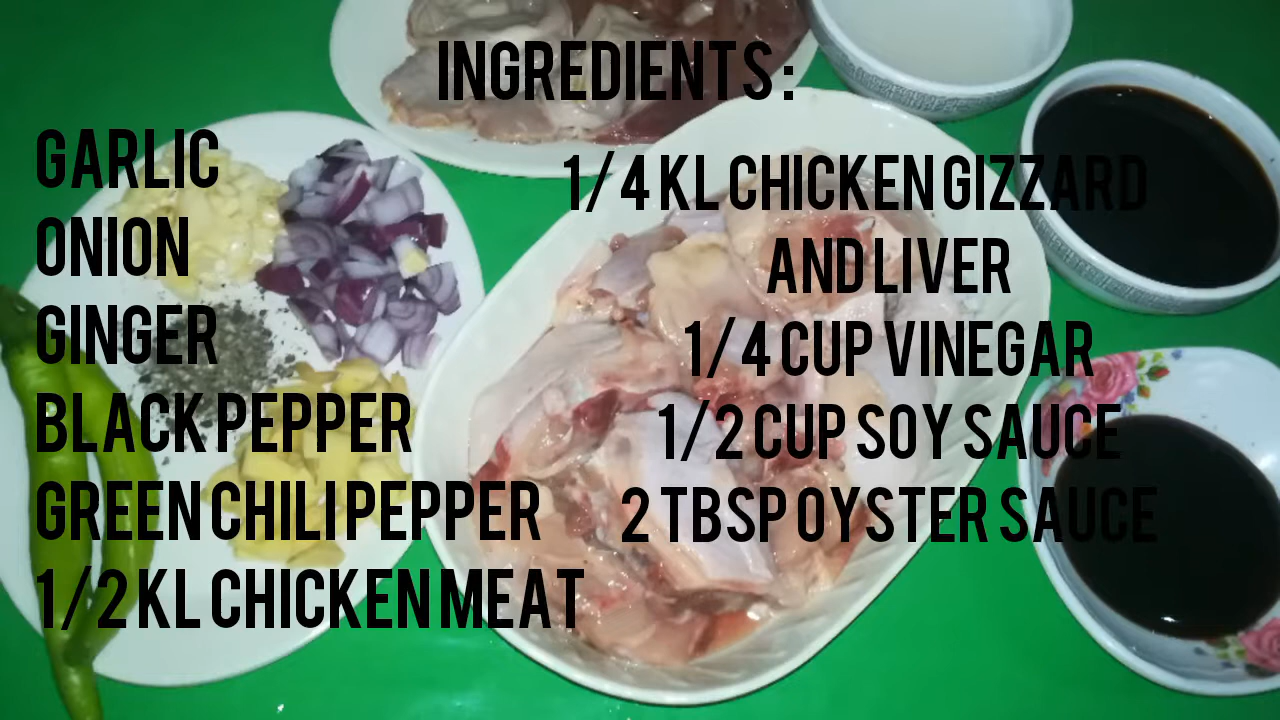 INGREDIENTS:
GARLIC
ONION
GINGER
BLACK PEPPER
GREEN CHILI PEPPER
1/2 KL CHICKEN MEAT
1/4 KL CHICKEN GIZZARD
AND LIVER
1/4 CUP VINEGAR
1/2 CUP SOY SAUCE
2 TBSP OYSTER SAUCE